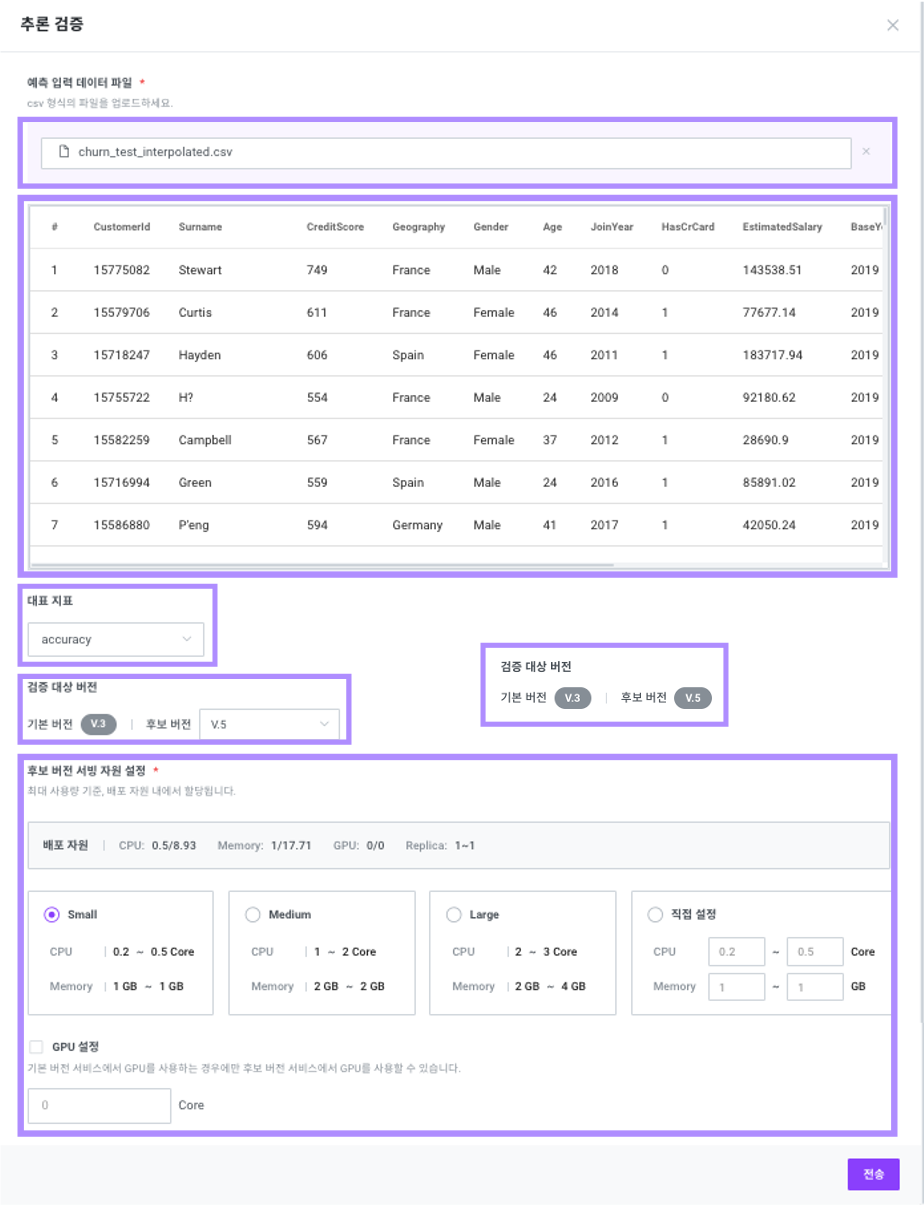 추론 검증
예측 입력 데이터 파일 *
csv 형식의 파일을 업로드하세요.
churn_test_interpolated.csv
# CustomerId Surname CreditScore Geography Gender Age JoinYear HasCrCard EstimatedSalary BaseY
1 15775082 Stewart 749 France Male 42 2018 0 143538.51 2019
2 15579706 Curtis 611 France Female 46 2014 1 77677.14 2019
3 15718247 Hayden 606 Spain Female 46 2011 1 183717.94 2019
4 15755722 H? 554 France Male 24 2009 0 92180.62 2019
5 15582259 Campbell 567 France Female 37 2012 1 28690.9 2019
6 15716994 Green 559 Spain Male 24 2016 1 85891.02 2019
7 15586880 P'eng 594 Germany Male 41 2017 1 42050.24 2019
대표 지표
accuracy
검증 대상 버전
기본 버전 V.3 | 후보 버전 V.5
검증 대상 버전
기본 버전 V.3 | 후보 버전 V.5
후보 버전 서빙 자원 설정 *
최대 사용량 기준, 배포 자원 내에서 할당됩니다.
배포 자원 | CPU: 0.5/8.93 Memory: 1/17.71 GPU: 0/0 Replica: 1~1
Small Medium Large 직접 설정
CPU | 0.2 ~ 0.5 Core CPU | 1 ~ 2 Core CPU | 2 ~ 3 Core CPU 0.2 ~ 0.5 Core
Memory | 1 GB ~ 1 GB Memory | 2 GB ~ 2 GB Memory | 2 GB ~ 4 GB Memory 1 ~ 1 GB
GPU 설정
기본 버전 서비스에서 GPU를 사용하는 경우에만 후보 버전 서비스에서 GPU를 사용할 수 있습니다.
0 Core
전송